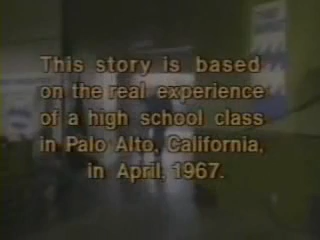 This story is based
on the real experience
of a high school class
in Palo Alto, California,
in April, 1967.